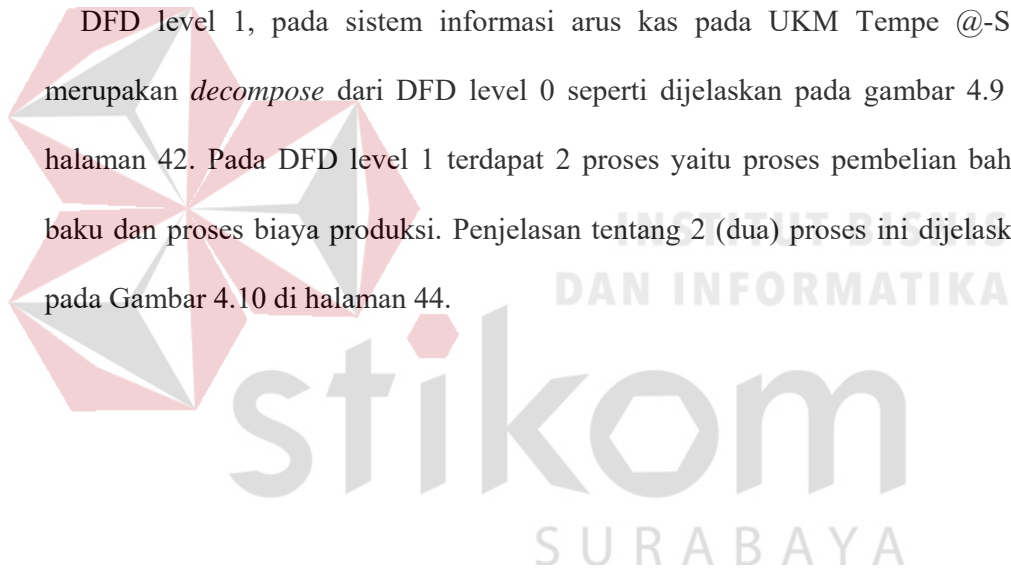 DFD level 1, pada sistem informasi arus kas pada UKM Tempe @-S
merupakan decompose dari DFD level 0 seperti dijelaskan pada gambar 4.9
halaman 42. Pada DFD level 1 terdapat 2 proses yaitu proses pembelian bah
baku dan proses biaya produksi. Penjelasan tentang 2 (dua) proses ini dijelask
pada Gambar 4.10 di halaman 44.
INSTITUT BISNIS
DAN INFORMATIKA
stikom
SURABAYA